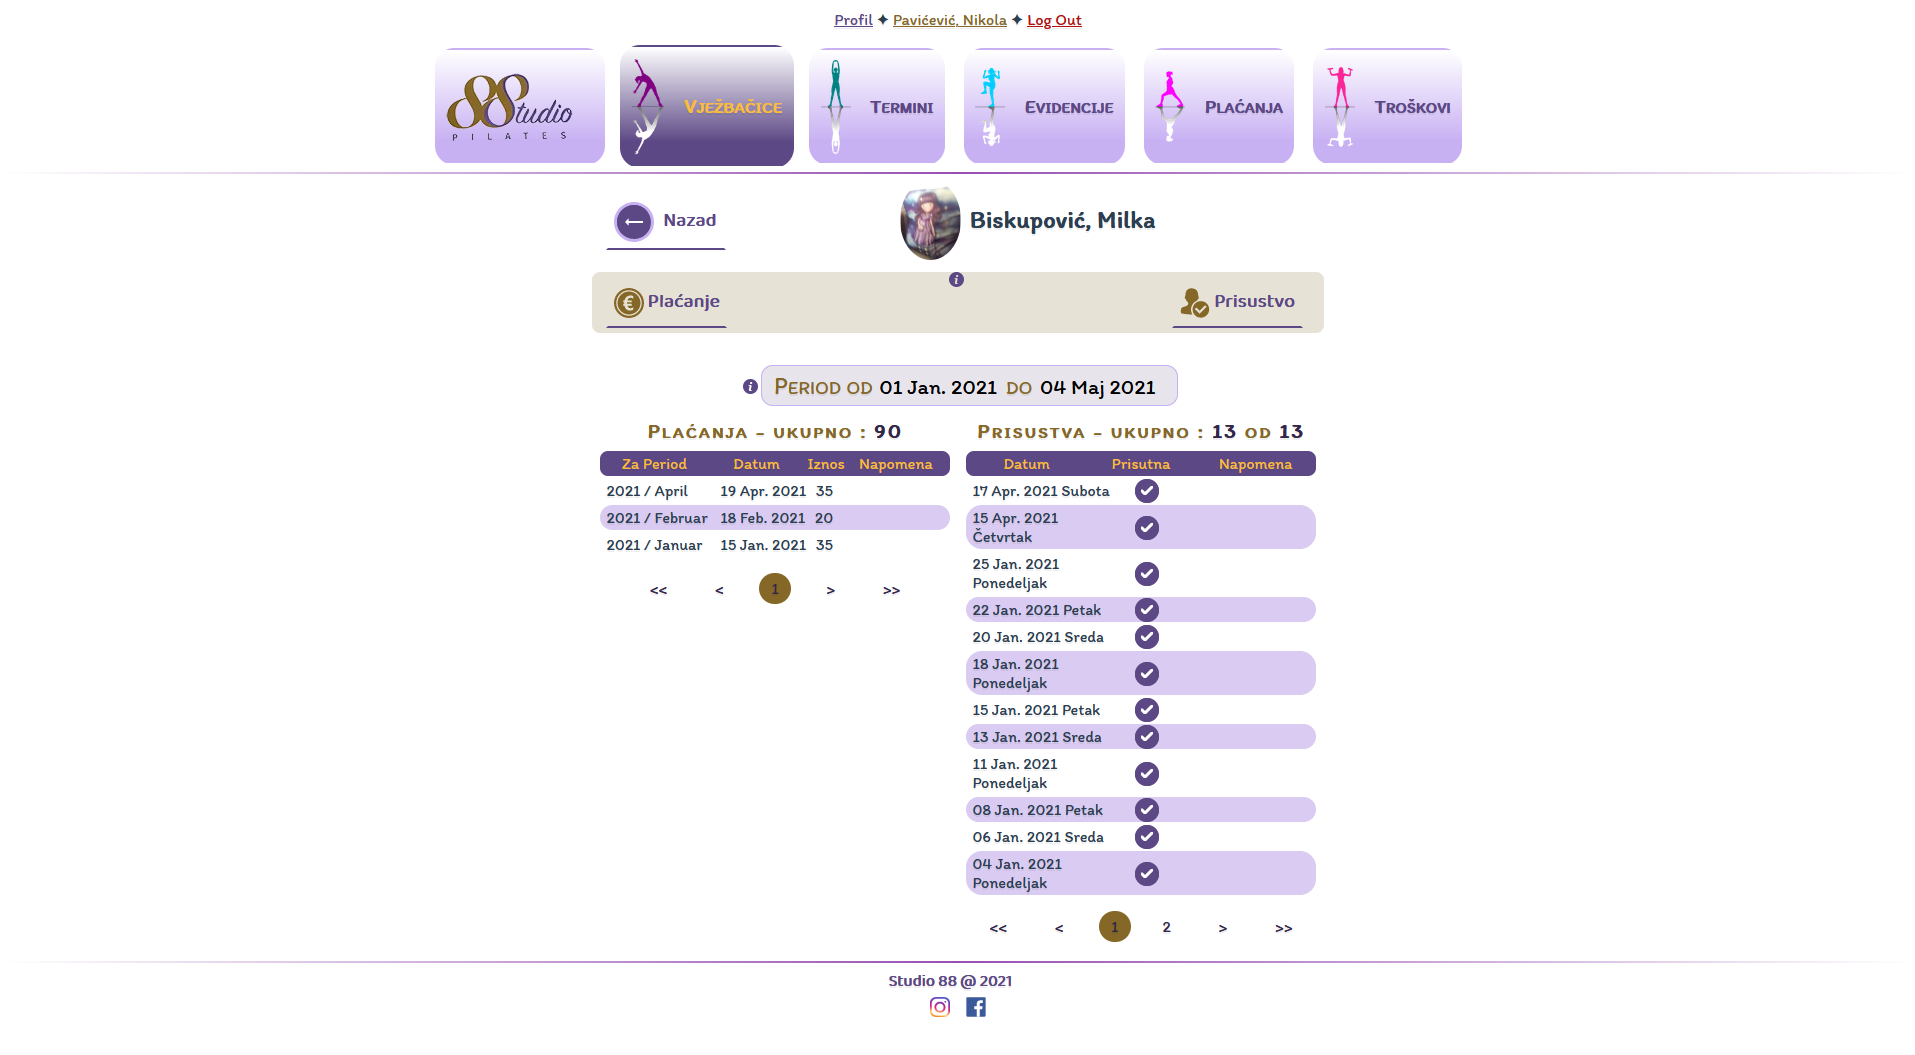 Profil ✦ Pavićević, Nikola ✦ Log Out
88tudio
PILATES
Vježbačice
Termini
Evidencije
Plaćanja
Troškovi
Nazad
Biskupović, Milka
Plaćanje
Prisustvo
Period od 01 Jan. 2021 do 04 Maj 2021
Plaćanja - ukupno : 90
Za Period Datum Iznos Napomena
2021 / April 19 Apr. 2021 35
2021 / Februar 18 Feb. 2021 20
2021 / Januar 15 Jan. 2021 35
<< < 1 > >>
Prisustva - ukupno : 13 od 13
Datum Prisutna Napomena
17 Apr. 2021 Subota
15 Apr. 2021
Četvrtak
25 Jan. 2021
Ponedeljak
22 Jan. 2021 Petak
20 Jan. 2021 Sreda
18 Jan. 2021
Ponedeljak
15 Jan. 2021 Petak
13 Jan. 2021 Sreda
11 Jan. 2021
Ponedeljak
08 Jan. 2021 Petak
06 Jan. 2021 Sreda
04 Jan. 2021
Ponedeljak
<< < 1 2 > >>
Studio 88 @ 2021